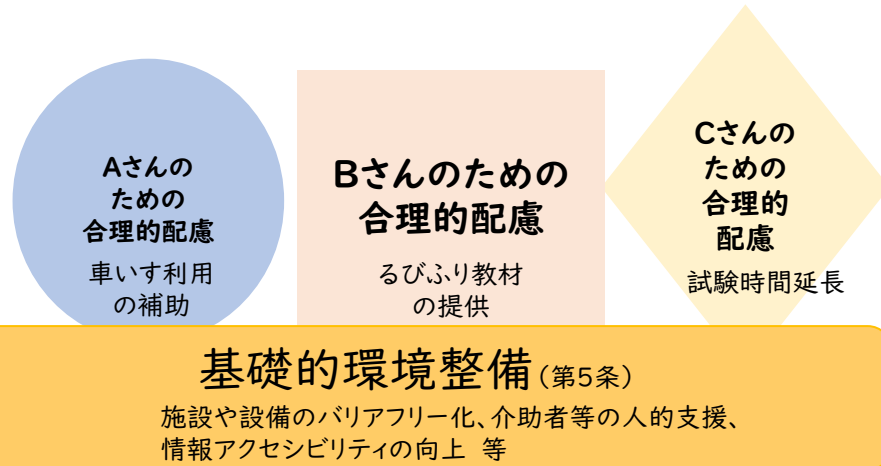 Aさんの
ための
合理的配慮
車いす利用
の補助
Bさんのための
合理的配慮
るびふり教材
の提供
Cさんの
ための
合理的
配慮
試験時間延長
基礎的環境整備(第5条)
施設や設備のバリアフリー化、介助者等の人的支援、
情報アクセシビリティの向上 等